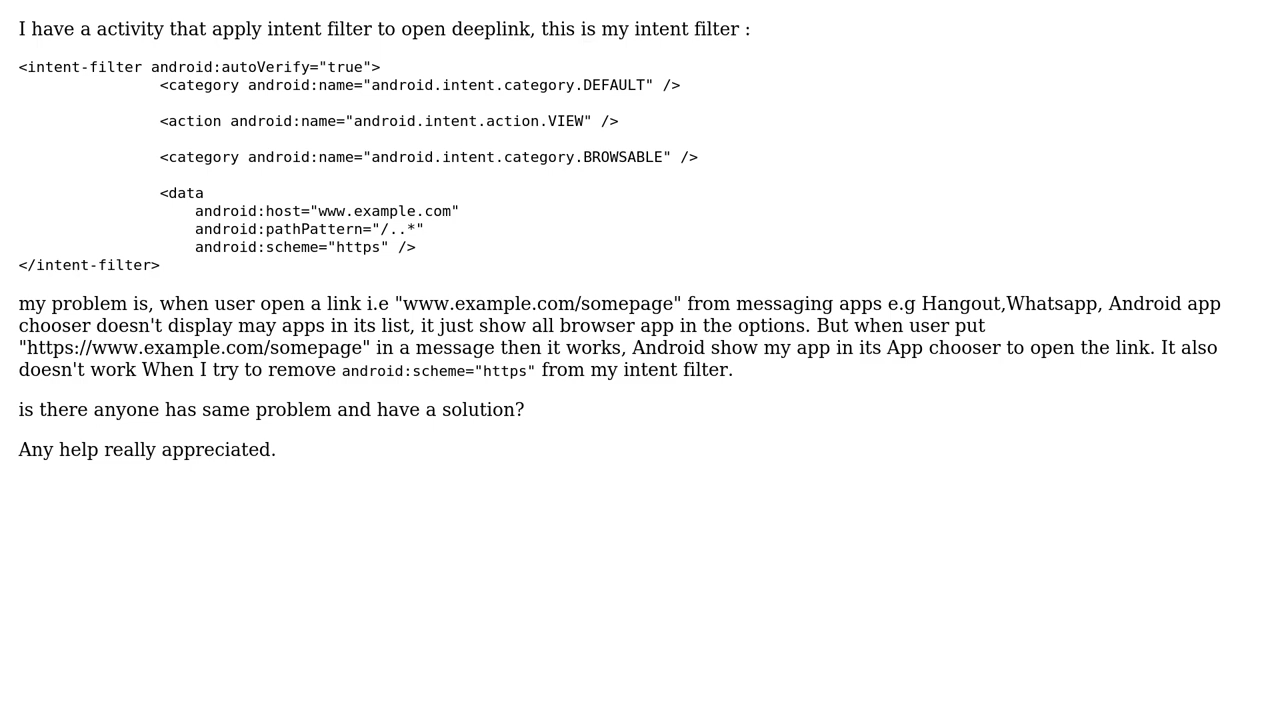 I have a activity that apply intent filter to open deeplink, this is my intent filter :
<intent-filter android:autoVerify="true">
<category android:name="android.intent.category.DEFAULT" />
<action android:name="android.intent.action.VIEW" />
<category android:name="android.intent.category.BROWSABLE" />
<data
android:host="www.example.com"
android:pathPattern="/..*"
android:scheme="https" />
</intent-filter>
my problem is, when user open a link i.e "www.example.com/somepage" from messaging apps e.g Hangout,Whatsapp, Android app
chooser doesn't display may apps in its list, it just show all browser app in the options. But when user put
"https://www.example.com/somepage" in a message then it works, Android show my app in its App chooser to open the link. It also
doesn't work When I try to remove android:scheme="https" from my intent filter.
is there anyone has same problem and have a solution?
Any help really appreciated.